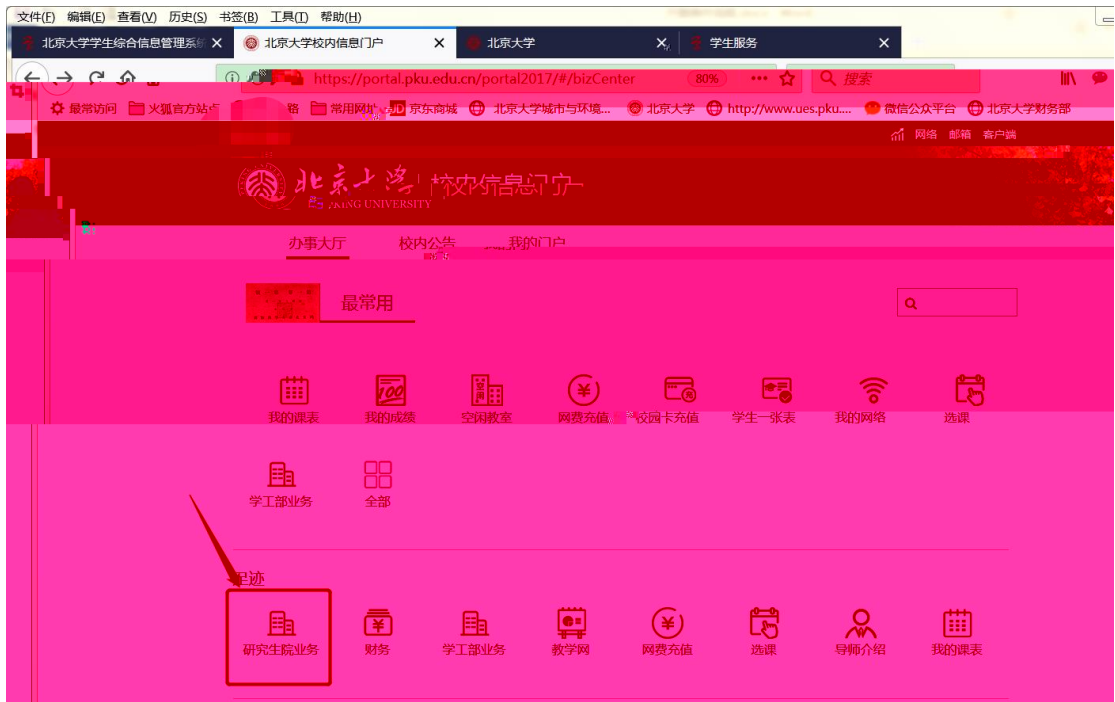 文件(F) 编辑(E) 查看(V) 历史(S) 书签(B) 工具(T) 帮助(H)
北京大学学生综合信息管理系统 北京大学校内信息门户 北京大学 学生服务
https://portal.pku.edu.cn/portal2017/#/bizCenter 80% 搜索
最常访问 火狐官方站点 常用网址 JD 京东商城 北京大学城市与环境... 北京大学 http://www.ues.pku.... 微信公众平台 北京大学财务部
网络 邮箱 客户端
北京大学 校内信息门户
PEKING UNIVERSITY
办事大厅 校内公告 我的门户
最常用
我的课表 我的成绩 空闲教室 网费充值 校园卡充值 学生一张表 我的网络 选课
学工部业务 全部
足迹
研究生院业务 财务 学工部业务 教学网 网费充值 选课 导师介绍 我的课表